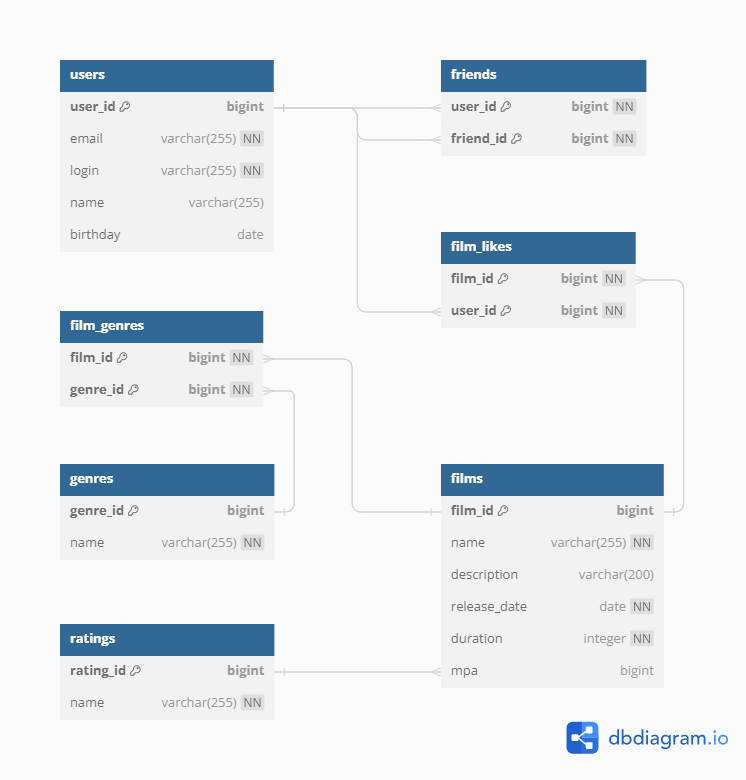 users
user_id bigint
email varchar(255) NN
login varchar(255) NN
name varchar(255)
birthday date
friends
user_id bigint NN
friend_id bigint NN
film_likes
film_id bigint NN
user_id bigint NN
film_genres
film_id bigint NN
genre_id bigint NN
genres
genre_id bigint
name varchar(255) NN
films
film_id bigint
name varchar(255) NN
description varchar(200)
release_date date NN
duration integer NN
mpa bigint
ratings
rating_id bigint
name varchar(255) NN
dbdiagram.io